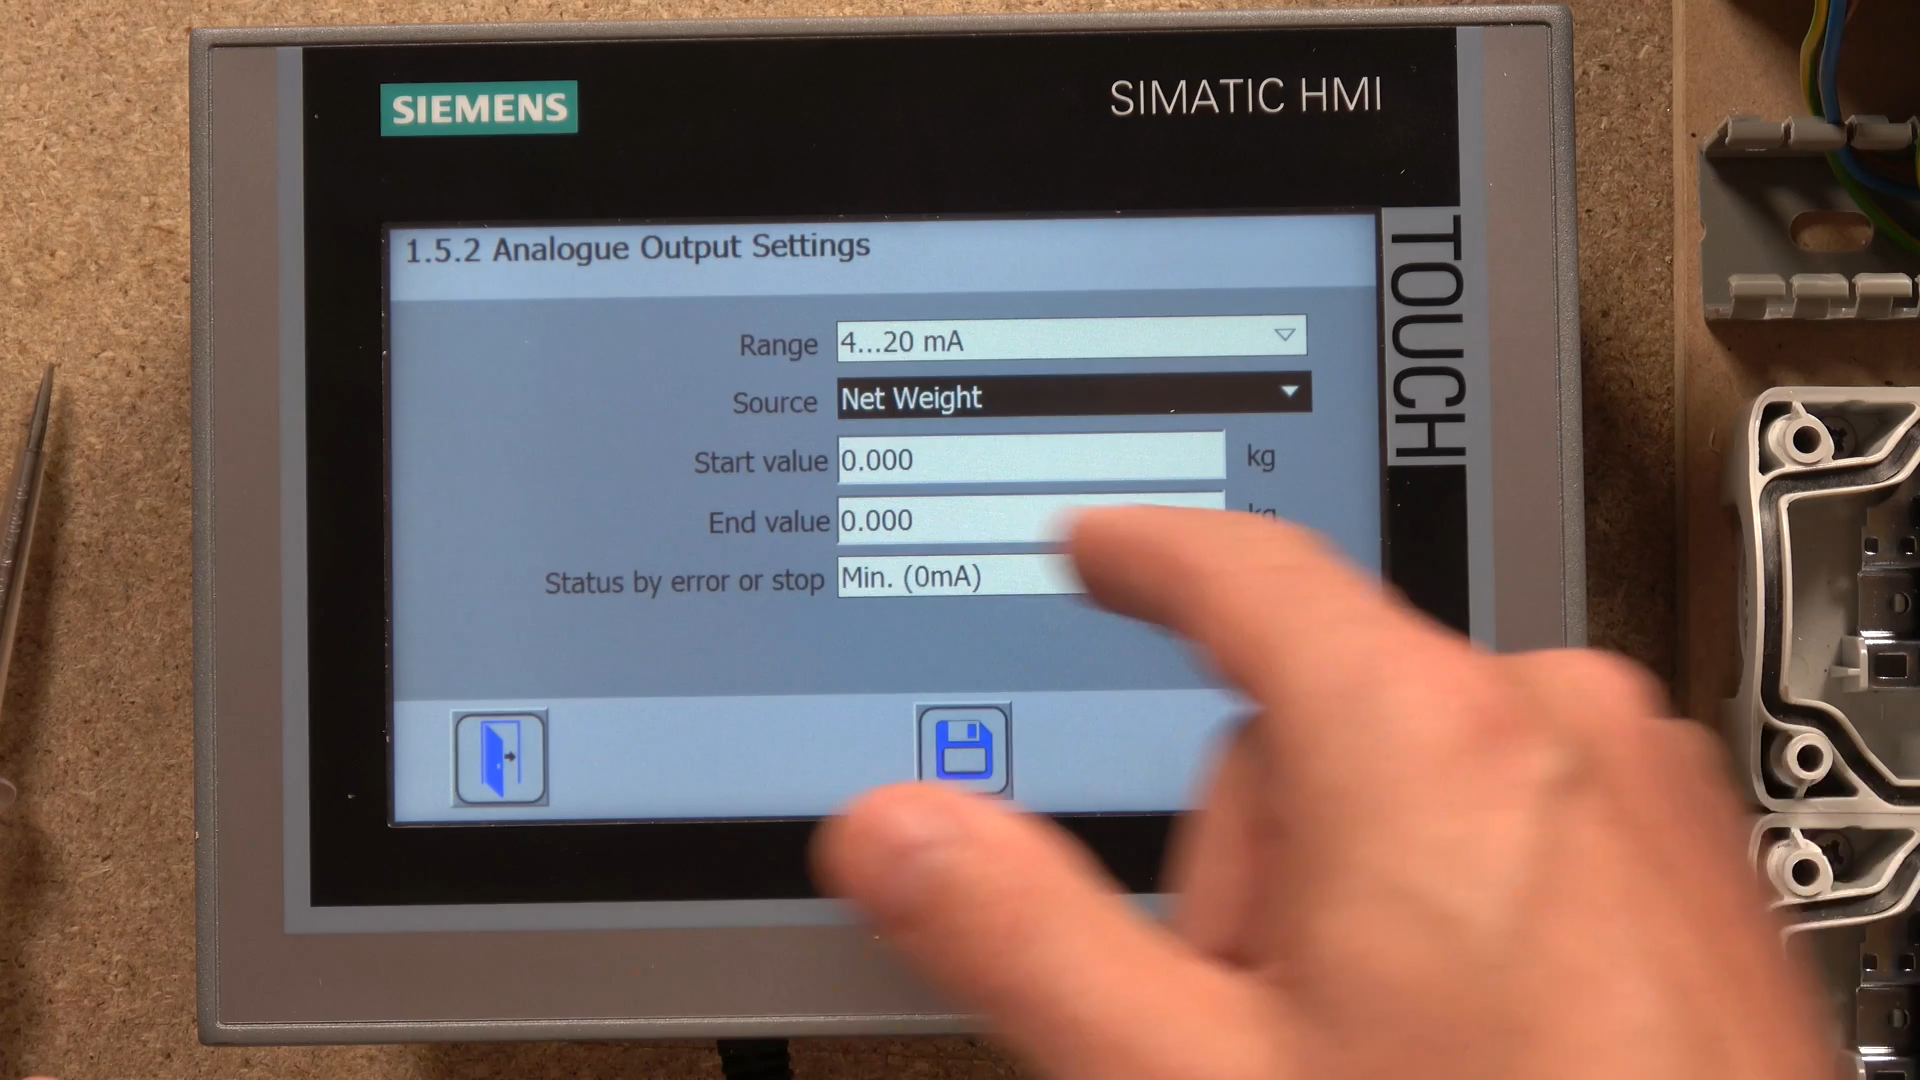 SIEMENS
SIMATIC HMI
TOUCH
1.5.2 Analogue Output Settings
Range 4...20 mA
Source Net Weight
Start value 0.000 kg
End value 0.000 kg
Status by error or stop Min. (0mA)